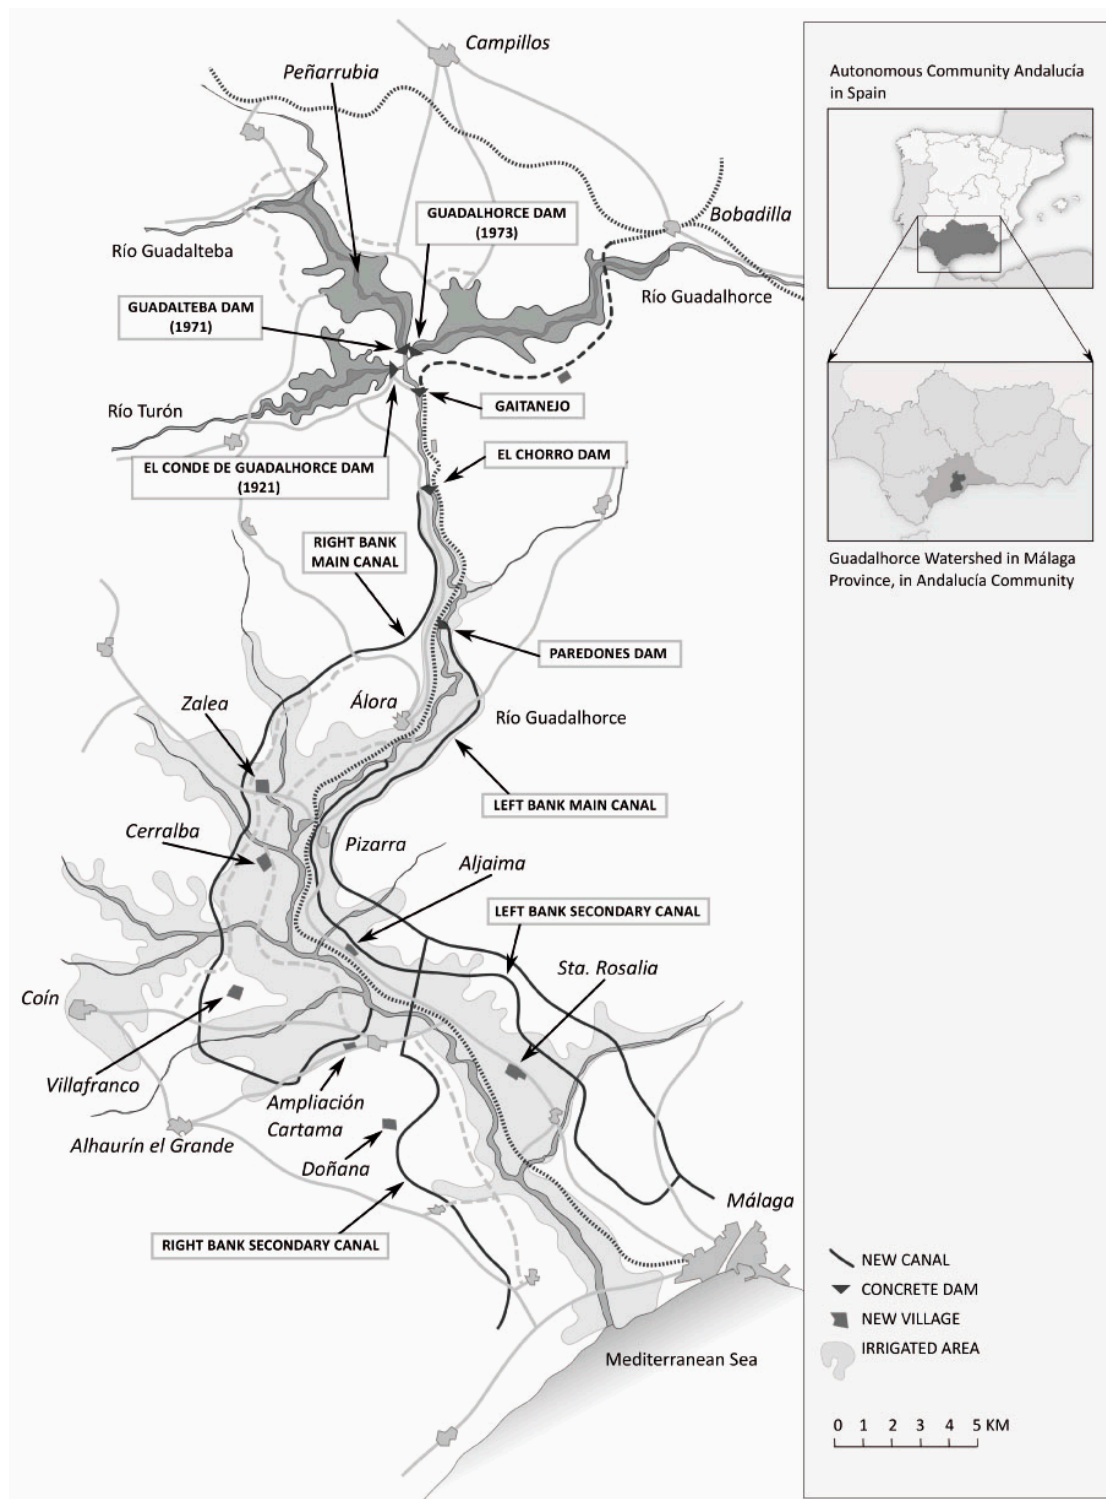 Campillos
Peñarrubia
GUADALHORCE DAM
(1973)
Bobadilla
Río Guadalteba
Río Guadalhorce
GUADALTEBA DAM
(1971)
GAITANEJO
Río Turón
EL CONDE DE GUADALHORCE DAM
(1921)
EL CHORRO DAM
RIGHT BANK
MAIN CANAL
PAREDONES DAM
Zalea
Álora
Río Guadalhorce
LEFT BANK MAIN CANAL
Cerralba
Pizarra
Aljaima
LEFT BANK SECONDARY CANAL
Sta. Rosalia
Coín
Villafranco
Ampliación
Cartama
Alhaurín el Grande
Doñana
Málaga
RIGHT BANK SECONDARY CANAL
Mediterranean Sea
Autonomous Community Andalucía
in Spain
Guadalhorce Watershed in Málaga
Province, in Andalucía Community
NEW CANAL
CONCRETE DAM
NEW VILLAGE
IRRIGATED AREA
0 1 2 3 4 5 KM